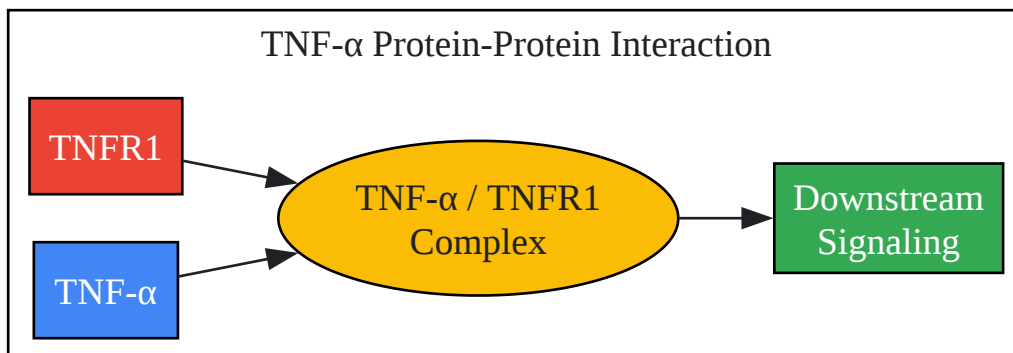 TNF-α Protein-Protein Interaction
TNFR1
TNF-α / TNFR1
Complex
Downstream
Signaling
TNF-α